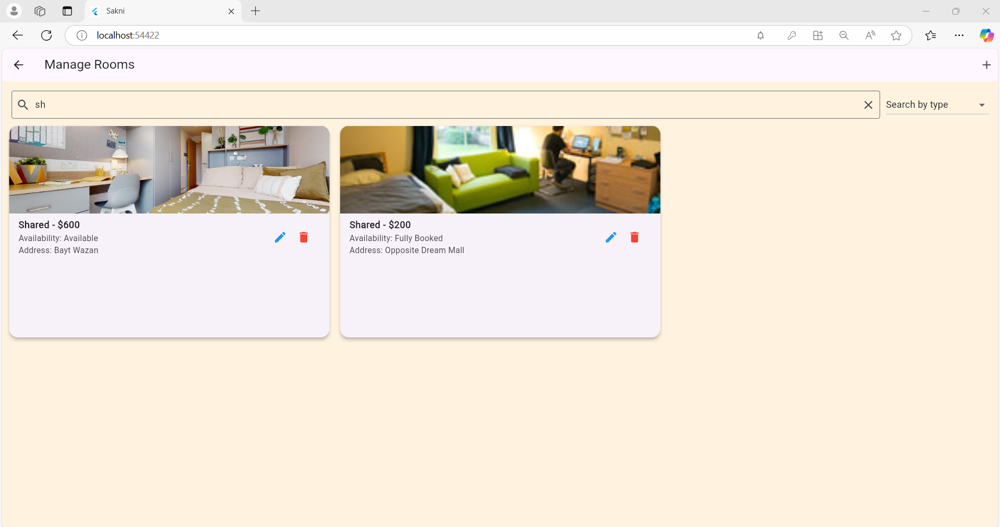 Sakni
localhost:54422
Manage Rooms
sh
Search by type
Shared - $600
Availability: Available
Address: Bayt Wazan
Shared - $200
Availability: Fully Booked
Address: Opposite Dream Mall